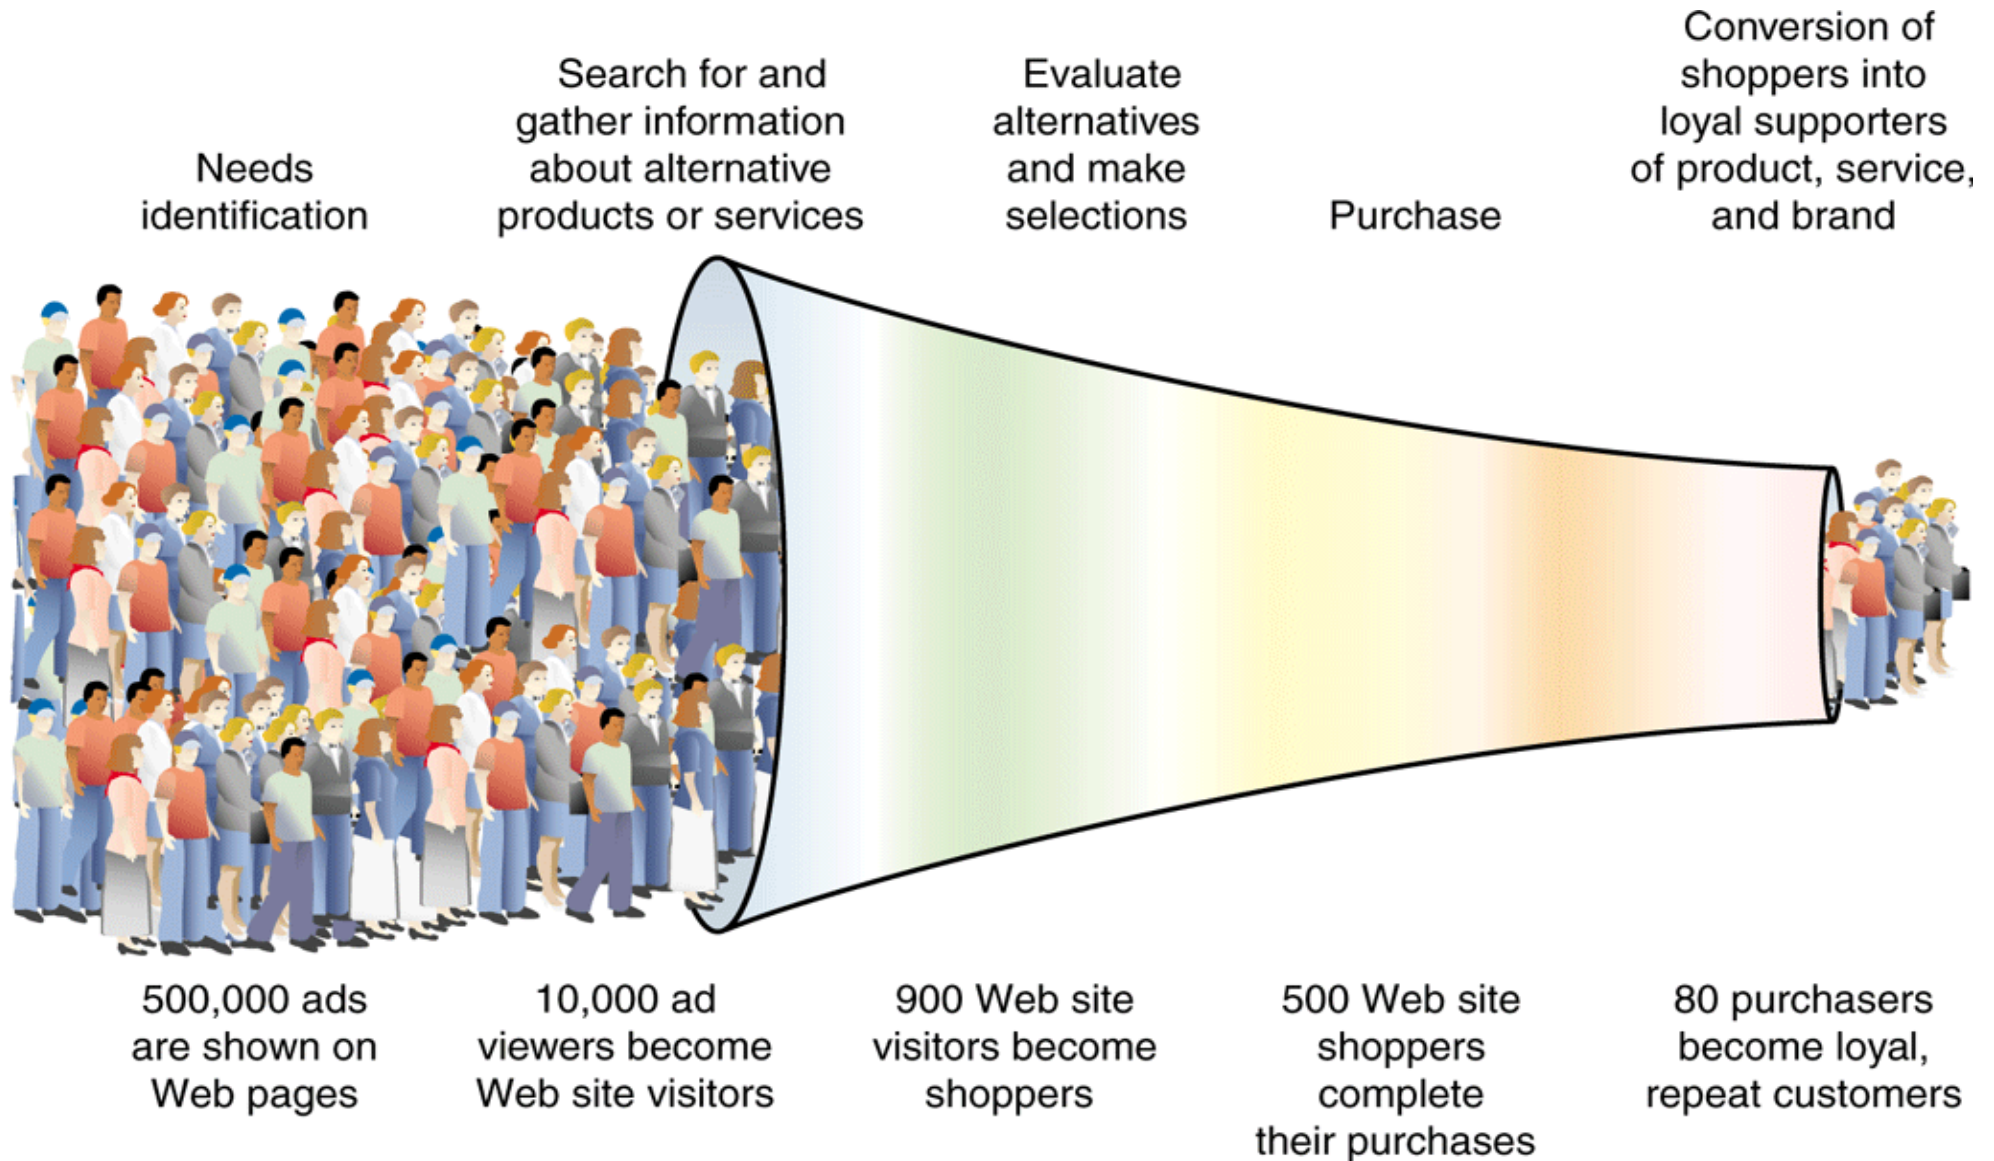 Needs
identification
Search for and
gather information
about alternative
products or services
Evaluate
alternatives
and make
selections
Purchase
Conversion of
shoppers into
loyal supporters
of product, service,
and brand
500,000 ads
are shown on
Web pages
10,000 ad
viewers become
Web site visitors
900 Web site
visitors become
shoppers
500 Web site
shoppers
complete
their purchases
80 purchasers
become loyal,
repeat customers